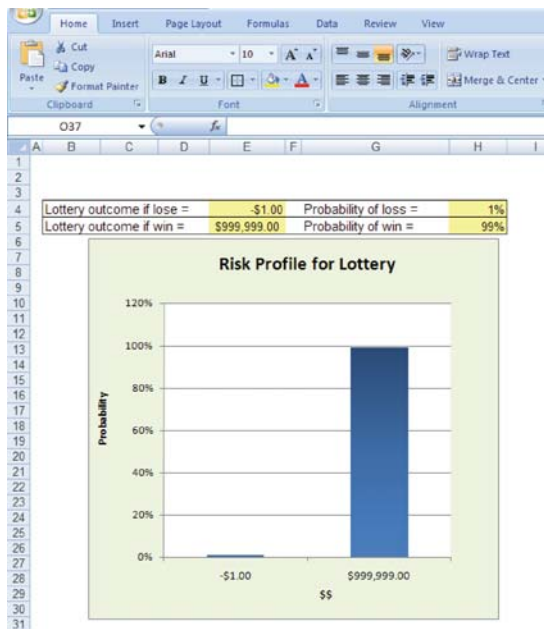 Home Insert Page Layout Formulas Data Review View
Cut
Arial 10 A A Wrap Text
Copy
Paste
Format Painter
B I U A Merge & Center
Clipboard Font Alignment
O37 fx
A B C D E F G H I
1
2
3
4 Lottery outcome if lose = -$1.00 Probability of loss = 1%
5 Lottery outcome if win = $999,999.00 Probability of win = 99%
6
7
8
9
10
11
12
13
14
15
16
17
18
19
20
21
22
23
24
25
26
27
28
29
30
31
Risk Profile for Lottery
120%
100%
80%
60%
40%
20%
0%
Probability
-$1.00 $999,999.00
$$